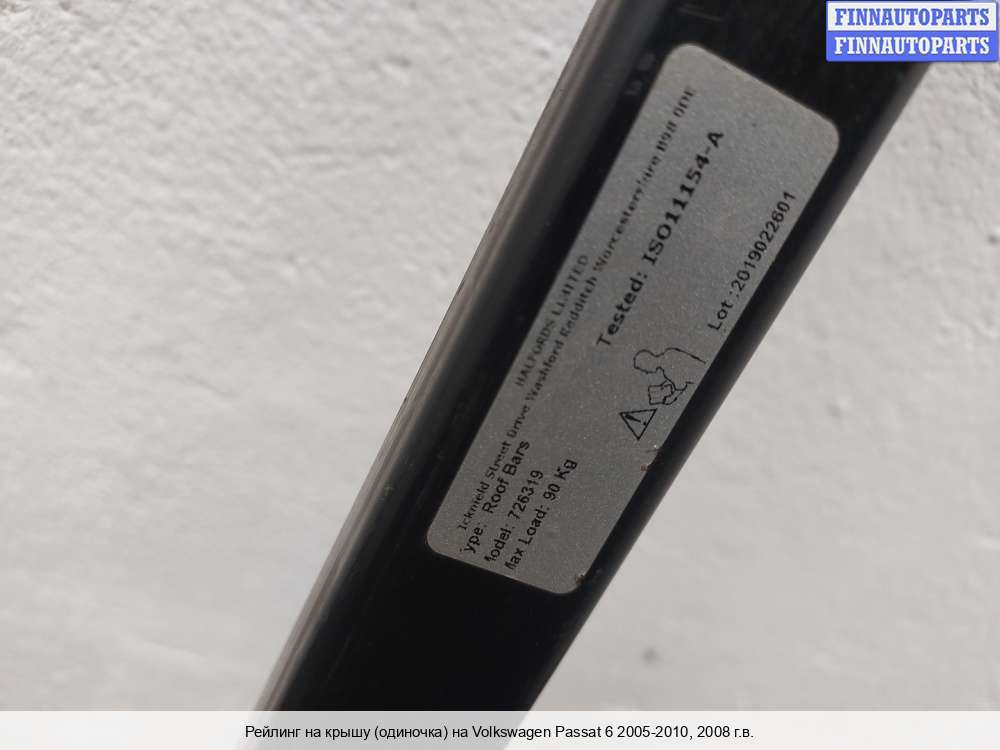 FINNAUTOPARTS
FINNAUTOPARTS
HALFORDS LIMITED
Icknield Street Drive Washford Redditch Worcestershire B98 0DE
Type: Roof Bars
Model: 726319
Max Load: 90 Kg
Tested: ISO11154-A
Lot :2019022601
Рейлинг на крышу (одиночка) на Volkswagen Passat 6 2005-2010, 2008 г.в.